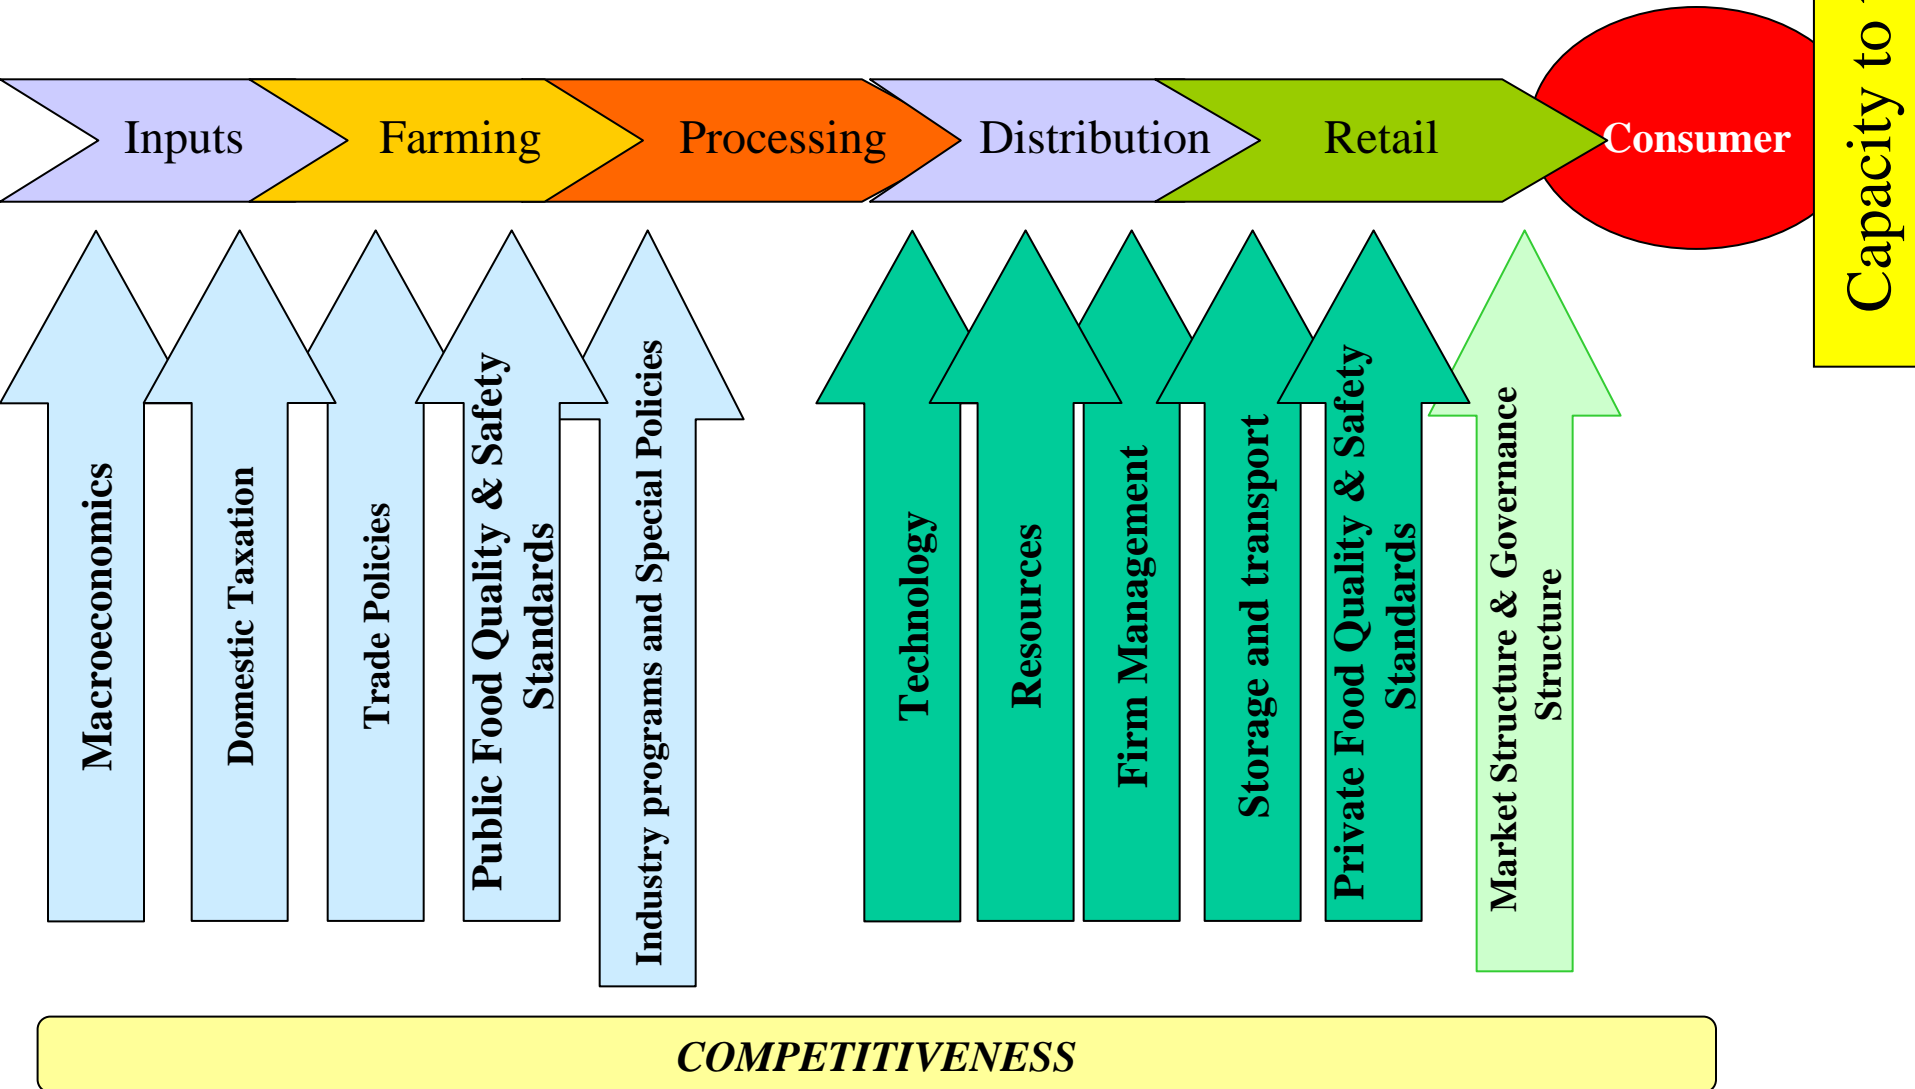 Inputs
Farming
Processing
Distribution
Retail
Consumer
Capacity to
Macroeconomics
Domestic Taxation
Trade Policies
Public Food Quality & Safety
Standards
Industry programs and Special Policies
Technology
Resources
Firm Management
Storage and transport
Private Food Quality & Safety
Standards
Market Structure & Governance
Structure
COMPETITIVENESS